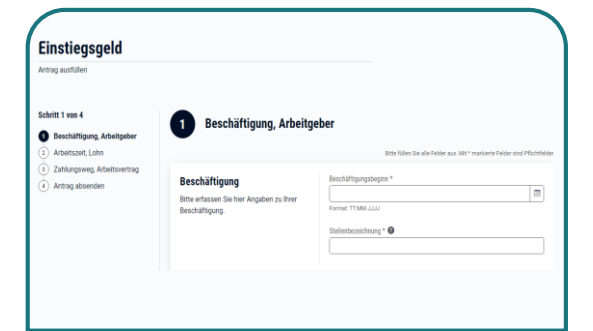 Einstiegsgeld
Antrag ausfüllen
Schritt 1 von 4
1 Beschäftigung, Arbeitgeber
2 Arbeitszeit, Lohn
3 Zahlungsweg, Arbeitsvertrag
4 Antrag absenden
1 Beschäftigung, Arbeitgeber
Bitte füllen Sie alle Felder aus. Mit * markierte Felder sind Pflichtfelder
Beschäftigung
Bitte erfassen Sie hier Angaben zu Ihrer
Beschäftigung.
Beschäftigungsbeginn *
Format: TT.MM.JJJJ
Stellenbezeichnung * ?